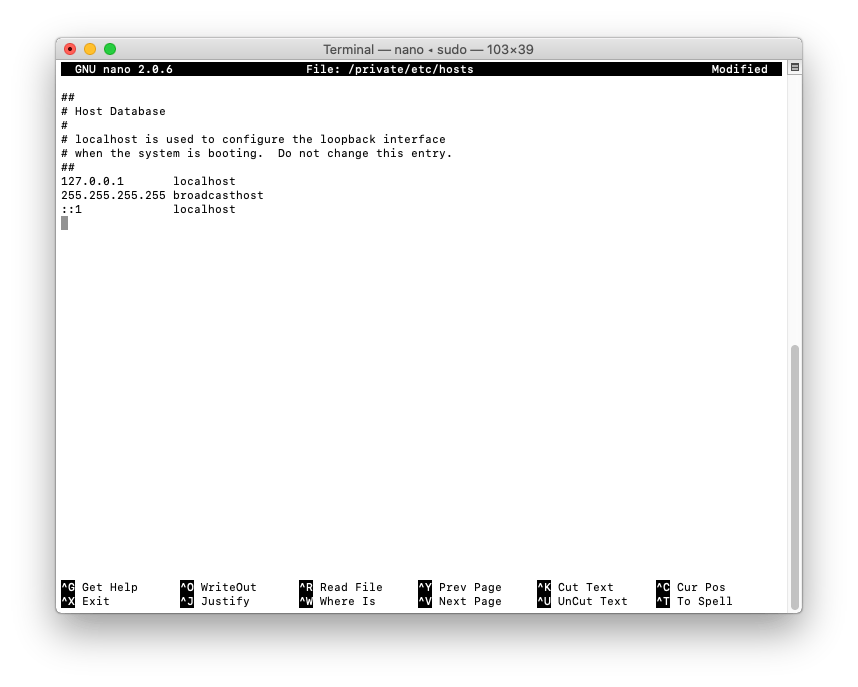 Terminal — nano ◂ sudo — 103×39
GNU nano 2.0.6 File: /private/etc/hosts Modified
##
# Host Database
#
# localhost is used to configure the loopback interface
# when the system is booting.  Do not change this entry.
##
127.0.0.1       localhost
255.255.255.255 broadcasthost
::1             localhost
^G Get Help ^O WriteOut ^R Read File ^Y Prev Page ^K Cut Text ^C Cur Pos
^X Exit ^J Justify ^W Where Is ^V Next Page ^U UnCut Text ^T To Spell